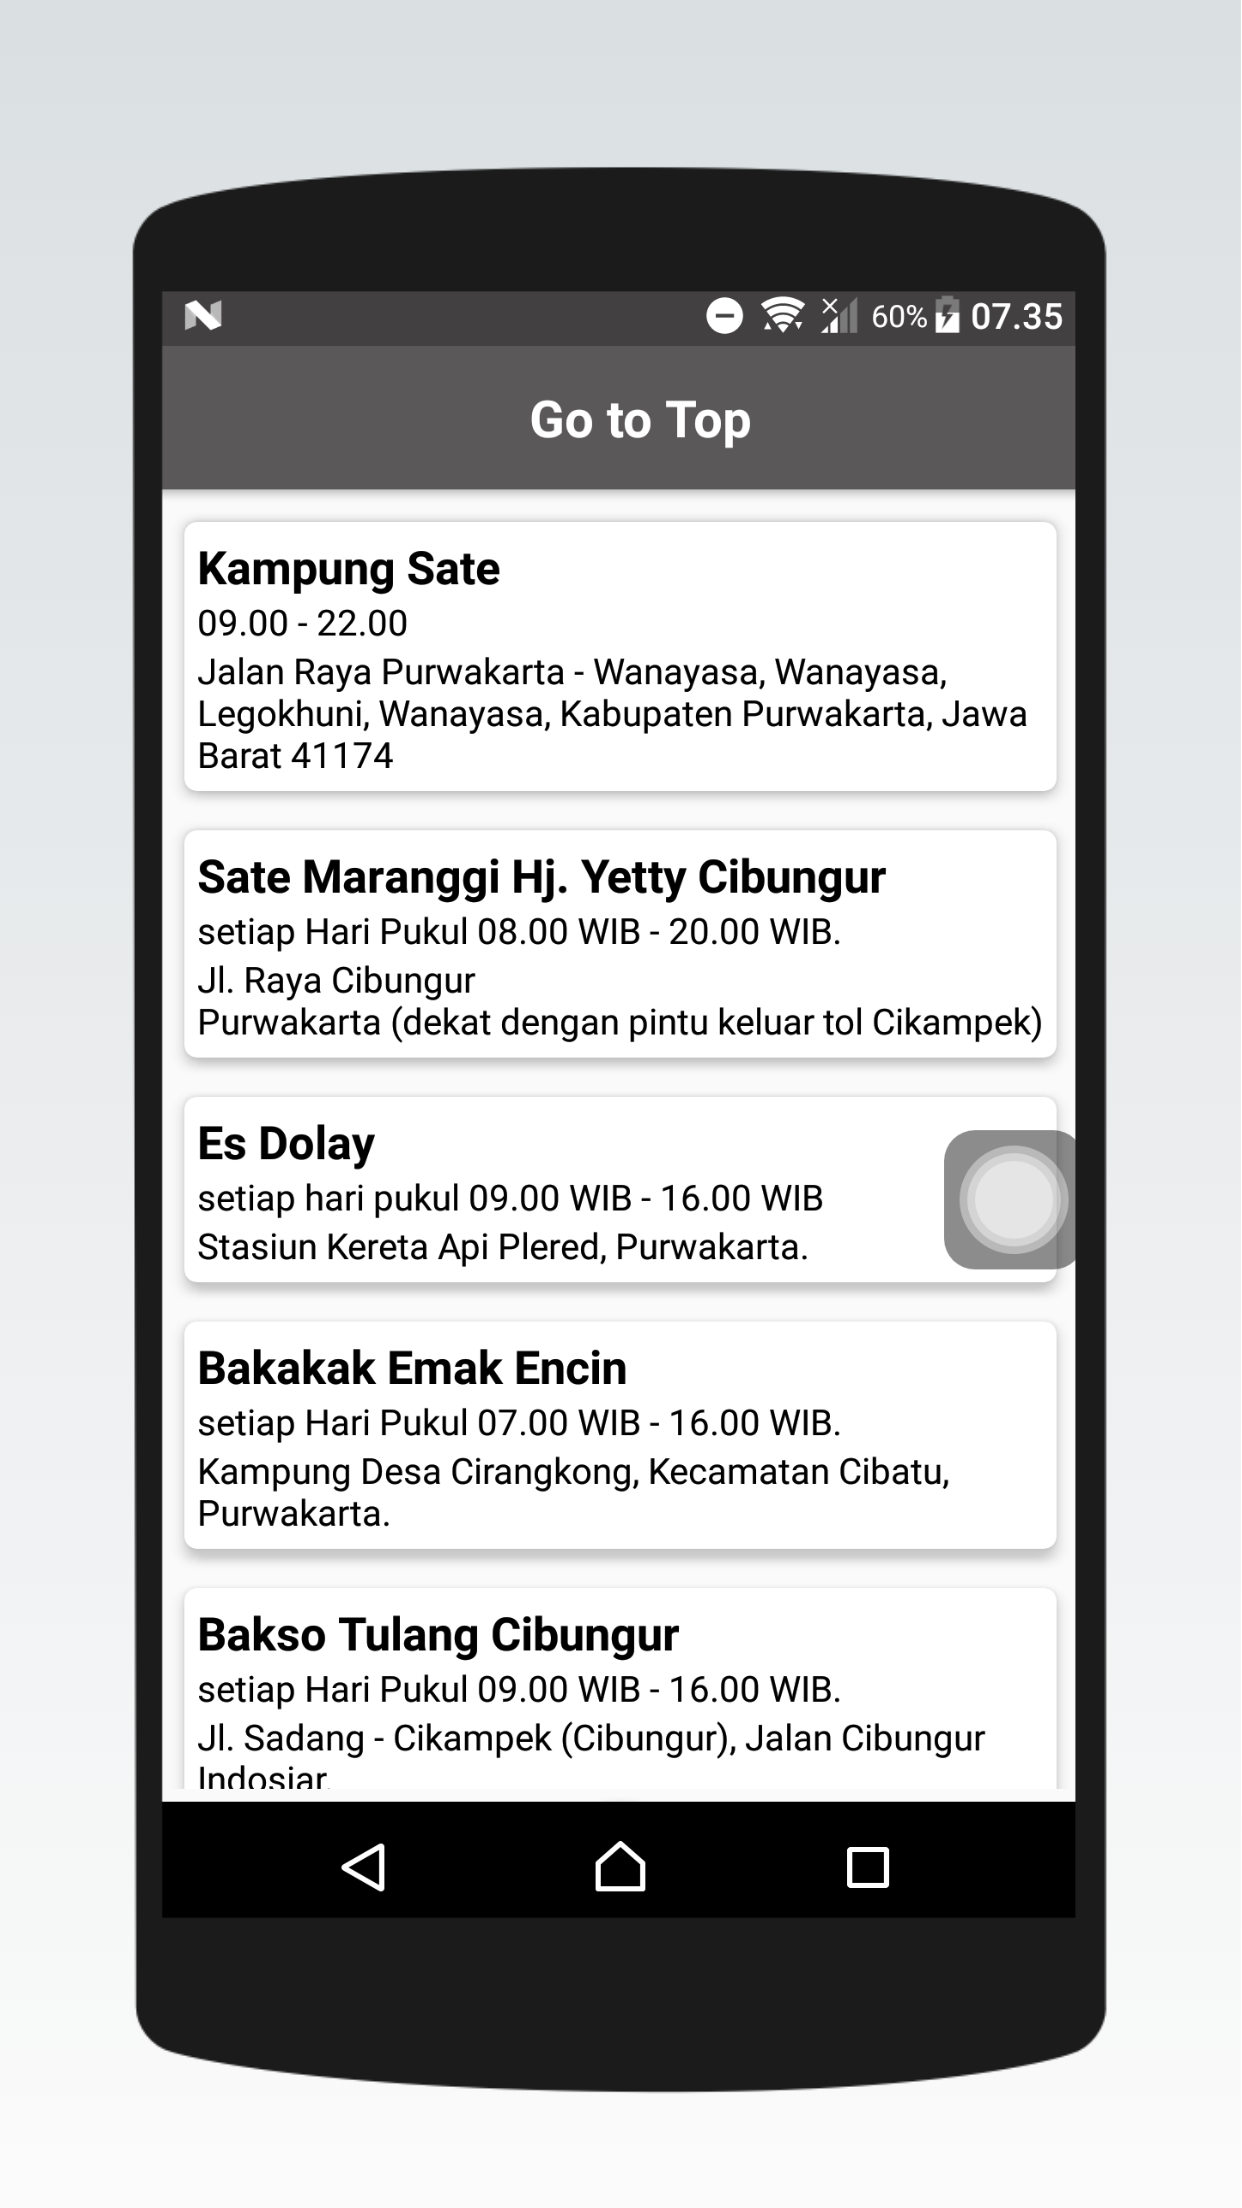 60% 07.35
Go to Top
Kampung Sate
09.00 - 22.00
Jalan Raya Purwakarta - Wanayasa, Wanayasa,
Legokhuni, Wanayasa, Kabupaten Purwakarta, Jawa
Barat 41174
Sate Maranggi Hj. Yetty Cibungur
setiap Hari Pukul 08.00 WIB - 20.00 WIB.
Jl. Raya Cibungur
Purwakarta (dekat dengan pintu keluar tol Cikampek)
Es Dolay
setiap hari pukul 09.00 WIB - 16.00 WIB
Stasiun Kereta Api Plered, Purwakarta.
Bakakak Emak Encin
setiap Hari Pukul 07.00 WIB - 16.00 WIB.
Kampung Desa Cirangkong, Kecamatan Cibatu,
Purwakarta.
Bakso Tulang Cibungur
setiap Hari Pukul 09.00 WIB - 16.00 WIB.
Jl. Sadang - Cikampek (Cibungur), Jalan Cibungur
Indosiar.